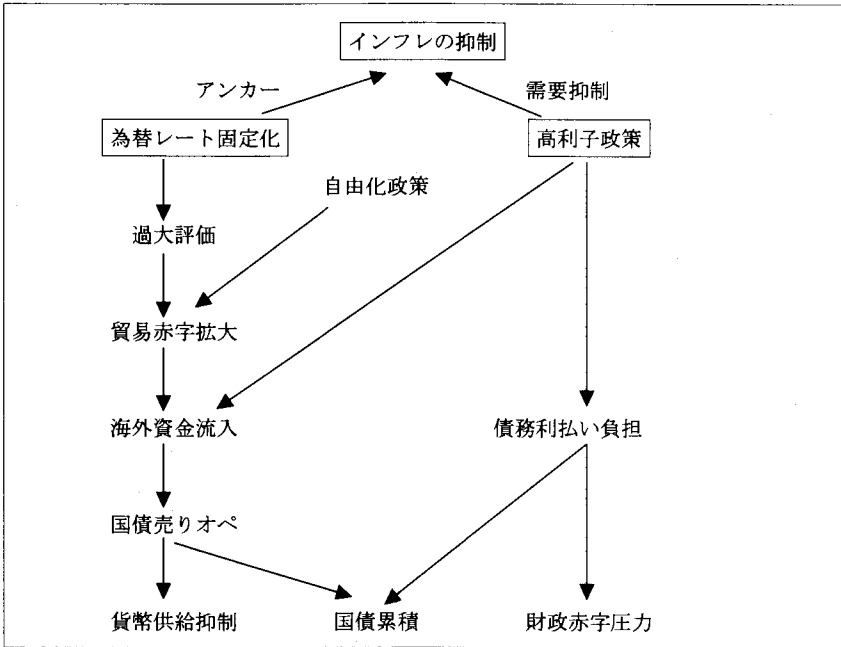 インフレの抑制
アンカー
需要抑制
為替レート固定化
高利子政策
自由化政策
過大評価
貿易赤字拡大
海外資金流入
債務利払い負担
国債売りオペ
貨幣供給抑制
国債累積
財政赤字圧力